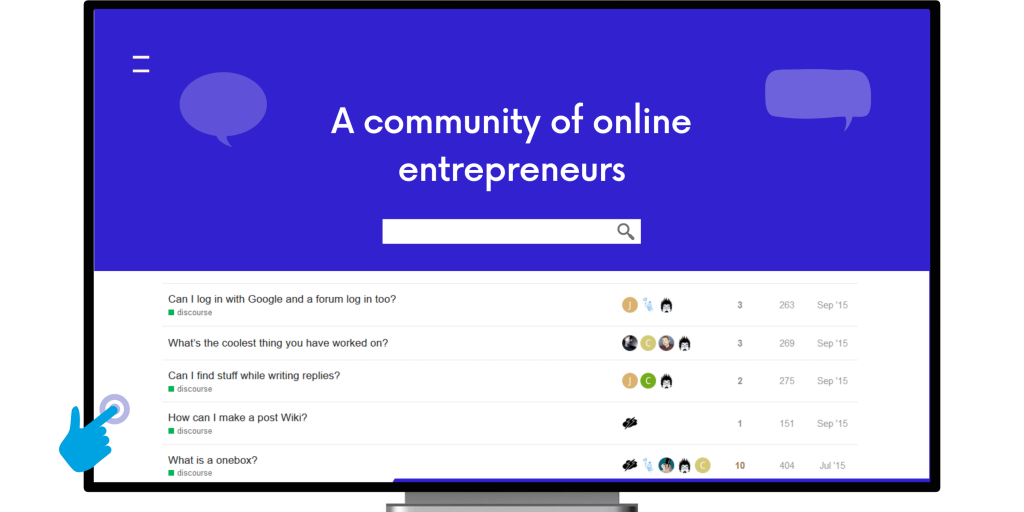 A community of online
entrepreneurs
Can I log in with Google and a forum log in too?
discourse
J
3
263
Sep '15
What's the coolest thing you have worked on?
C
3
269
Sep '15
Can I find stuff while writing replies?
discourse
J
C
2
275
Sep '15
How can I make a post Wiki?
discourse
1
151
Sep '15
What is a onebox?
discourse
C
10
404
Jul '15